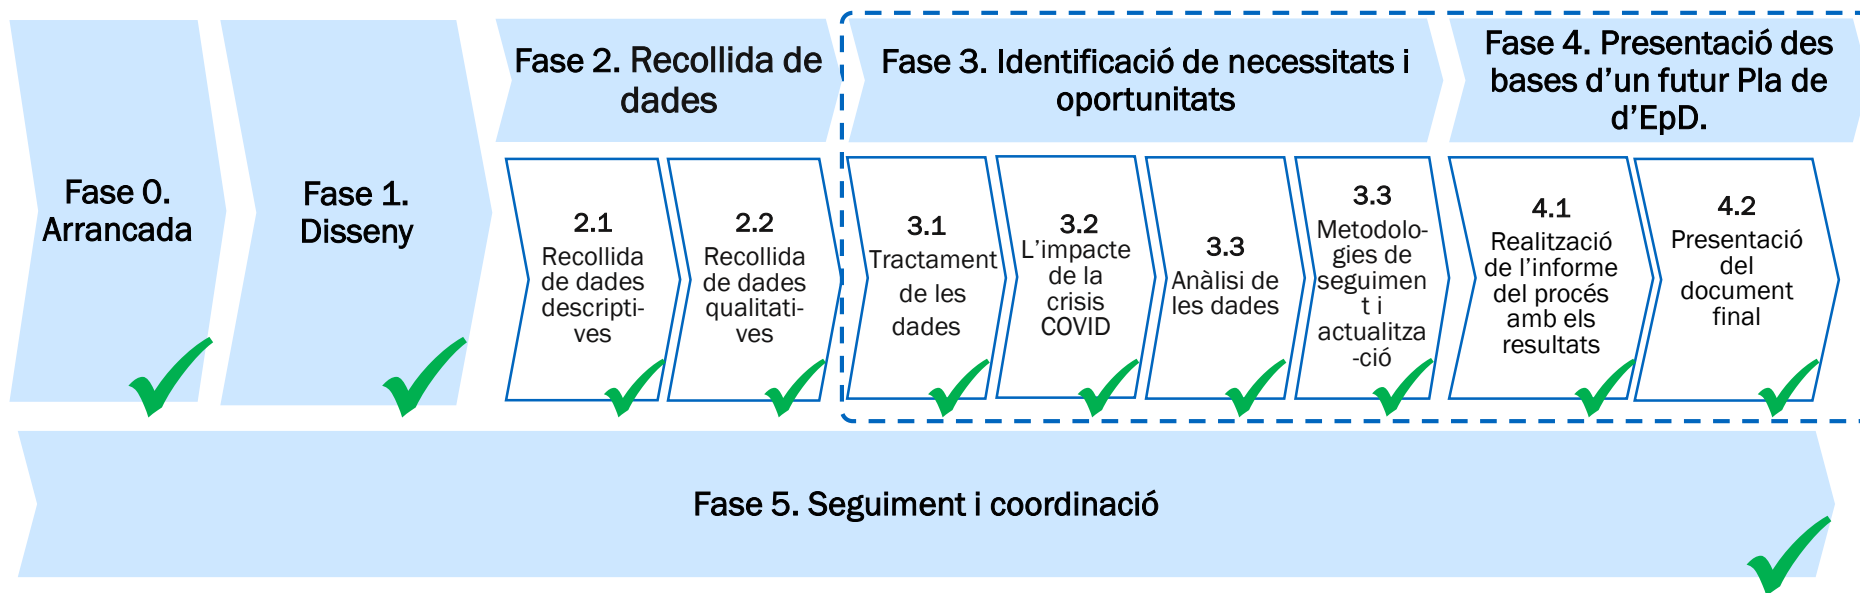 Fase 0.
Arrancada
Fase 1.
Disseny
Fase 2. Recollida de
dades
2.1
Recollida
de dades
descripti-
ves
2.2
Recollida
de dades
qualitati-
ves
Fase 3. Identificació de necessitats i
oportunitats
3.1
Tractament
de les
dades
3.2
L'impacte
de la
crisis
COVID
3.3
Anàlisi de
les dades
3.3
Metodolo-
gies de
seguimen
t i
actualitza
-ció
Fase 4. Presentació des
bases d'un futur Pla de
d'EpD.
4.1
Realització
de l'informe
del procés
amb els
resultats
4.2
Presentació
del
document
final
Fase 5. Seguiment i coordinació